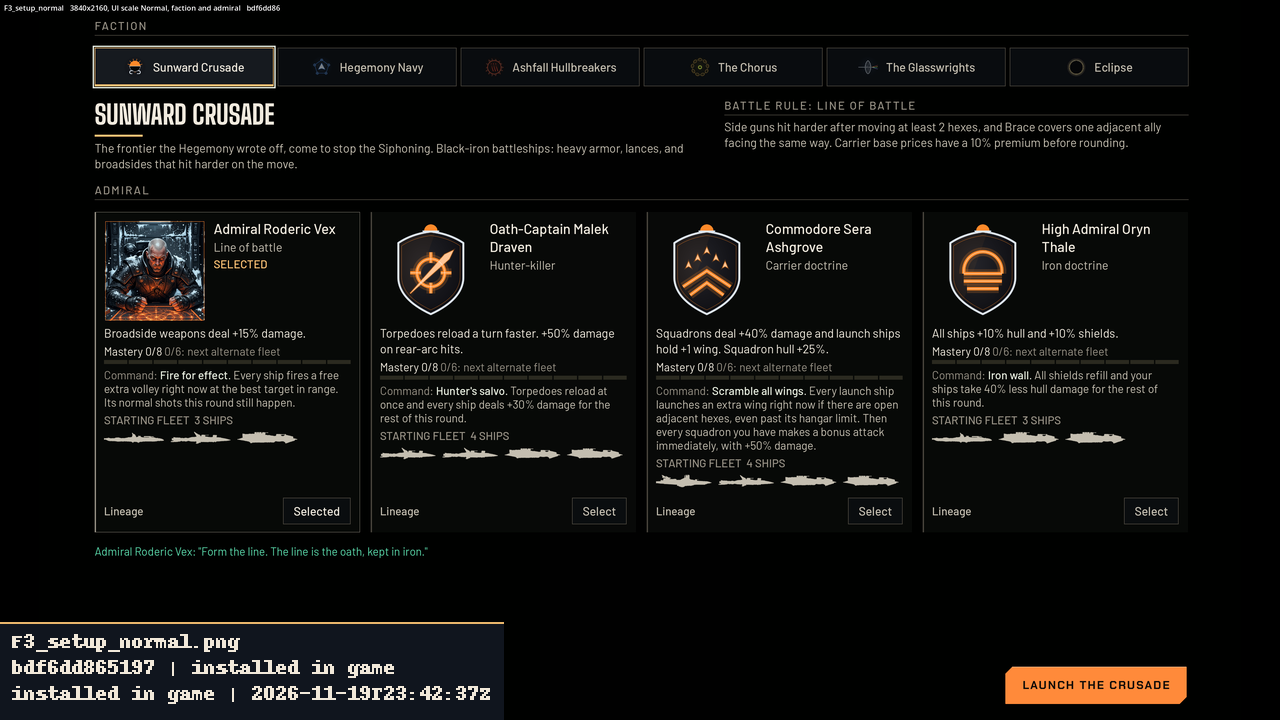 F3_setup_normal 3840x2160, UI scale Normal, faction and admiral bdf6dd86
FACTION
Sunward Crusade
Hegemony Navy
Ashfall Hullbreakers
The Chorus
The Glasswrights
Eclipse
SUNWARD CRUSADE
The frontier the Hegemony wrote off, come to stop the Siphoning. Black-iron battleships: heavy armor, lances, and
broadsides that hit harder on the move.
BATTLE RULE: LINE OF BATTLE
Side guns hit harder after moving at least 2 hexes, and Brace covers one adjacent ally
facing the same way. Carrier base prices have a 10% premium before rounding.
ADMIRAL
Admiral Roderic Vex
Line of battle
SELECTED
Broadside weapons deal +15% damage.
Mastery 0/8 0/6: next alternate fleet
Command: Fire for effect. Every ship fires a free
extra volley right now at the best target in range.
Its normal shots this round still happen.
STARTING FLEET 3 SHIPS
Lineage
Selected
Oath-Captain Malek
Draven
Hunter-killer
Torpedoes reload a turn faster. +50% damage
on rear-arc hits.
Mastery 0/8 0/6: next alternate fleet
Command: Hunter's salvo. Torpedoes reload at
once and every ship deals +30% damage for the
rest of this round.
STARTING FLEET 4 SHIPS
Lineage
Select
Commodore Sera
Ashgrove
Carrier doctrine
Squadrons deal +40% damage and launch ships
hold +1 wing. Squadron hull +25%.
Mastery 0/8 0/6: next alternate fleet
Command: Scramble all wings. Every launch ship
launches an extra wing right now if there are open
adjacent hexes, even past its hangar limit. Then
every squadron you have makes a bonus attack
immediately, with +50% damage.
STARTING FLEET 4 SHIPS
Lineage
Select
High Admiral Oryn
Thale
Iron doctrine
All ships +10% hull and +10% shields.
Mastery 0/8 0/6: next alternate fleet
Command: Iron wall. All shields refill and your
ships take 40% less hull damage for the rest of
this round.
STARTING FLEET 3 SHIPS
Lineage
Select
Admiral Roderic Vex: "Form the line. The line is the oath, kept in iron."
F3_setup_normal.png
bdf6dd865197 | installed in game
installed in game | 2026-11-19T23:42:37Z
LAUNCH THE CRUSADE